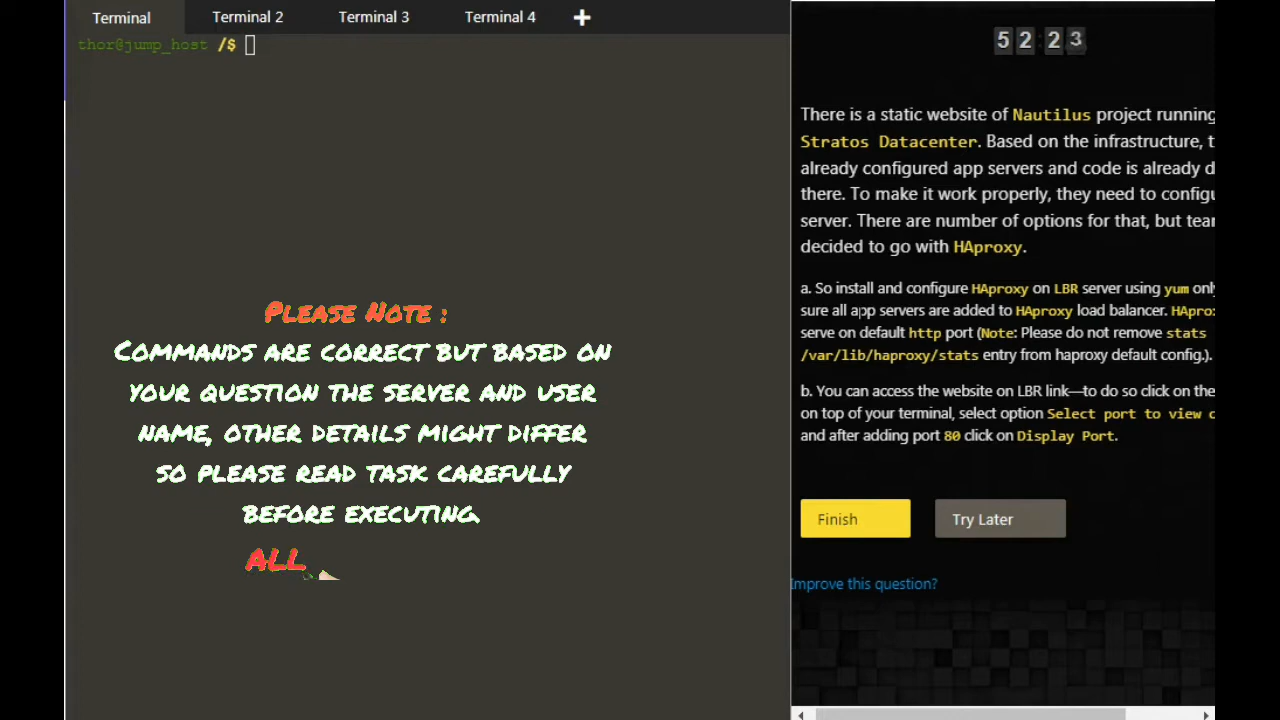 Terminal
Terminal 2
Terminal 3
Terminal 4
thor@jump_host /$
Please Note :
Commands are correct but based on
your question the server and user
name, other details might differ
so please read task carefully
before executing.
ALL
52:23
There is a static website of Nautilus project running
Stratos Datacenter. Based on the infrastructure, t
already configured app servers and code is already d
there. To make it work properly, they need to configu
server. There are number of options for that, but tear
decided to go with HAproxy.
a. So install and configure HAproxy on LBR server using yum only
sure all app servers are added to HAproxy load balancer. HApro
serve on default http port (Note: Please do not remove stats
/var/lib/haproxy/stats entry from haproxy default config.).
b. You can access the website on LBR link—to do so click on the
on top of your terminal, select option Select port to view
and after adding port 80 click on Display Port.
Finish
Try Later
Improve this question?